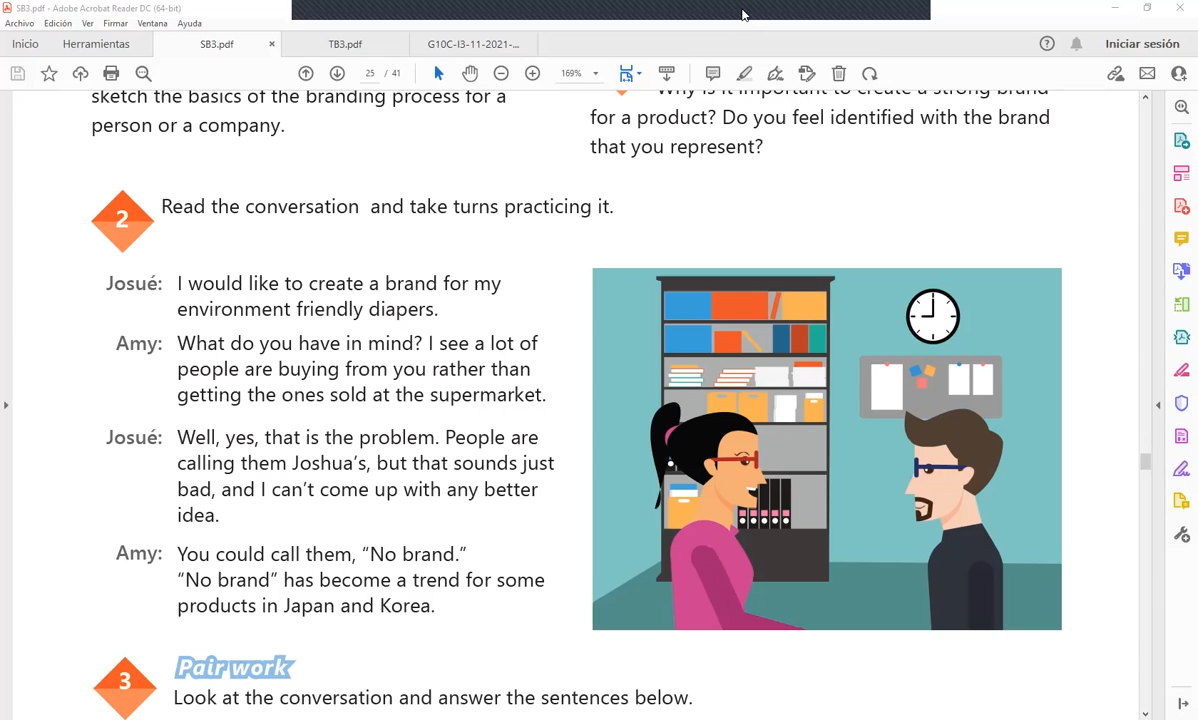 SB3.pdf - Adobe Acrobat Reader DC (64-bit)
Archivo Edición Ver Firmar Ventana Ayuda
Inicio Herramientas SB3.pdf × TB3.pdf G10C-I3-11-2021-... Iniciar sesión
25 / 41 169%
sketch the basics of the branding process for a
person or a company.
Why is it important to create a strong brand
for a product? Do you feel identified with the brand
that you represent?
2 Read the conversation and take turns practicing it.
Josué: I would like to create a brand for my
environment friendly diapers.
Amy: What do you have in mind? I see a lot of
people are buying from you rather than
getting the ones sold at the supermarket.
Josué: Well, yes, that is the problem. People are
calling them Joshua’s, but that sounds just
bad, and I can’t come up with any better
idea.
Amy: You could call them, “No brand.”
“No brand” has become a trend for some
products in Japan and Korea.
3 Pair work
Look at the conversation and answer the sentences below.